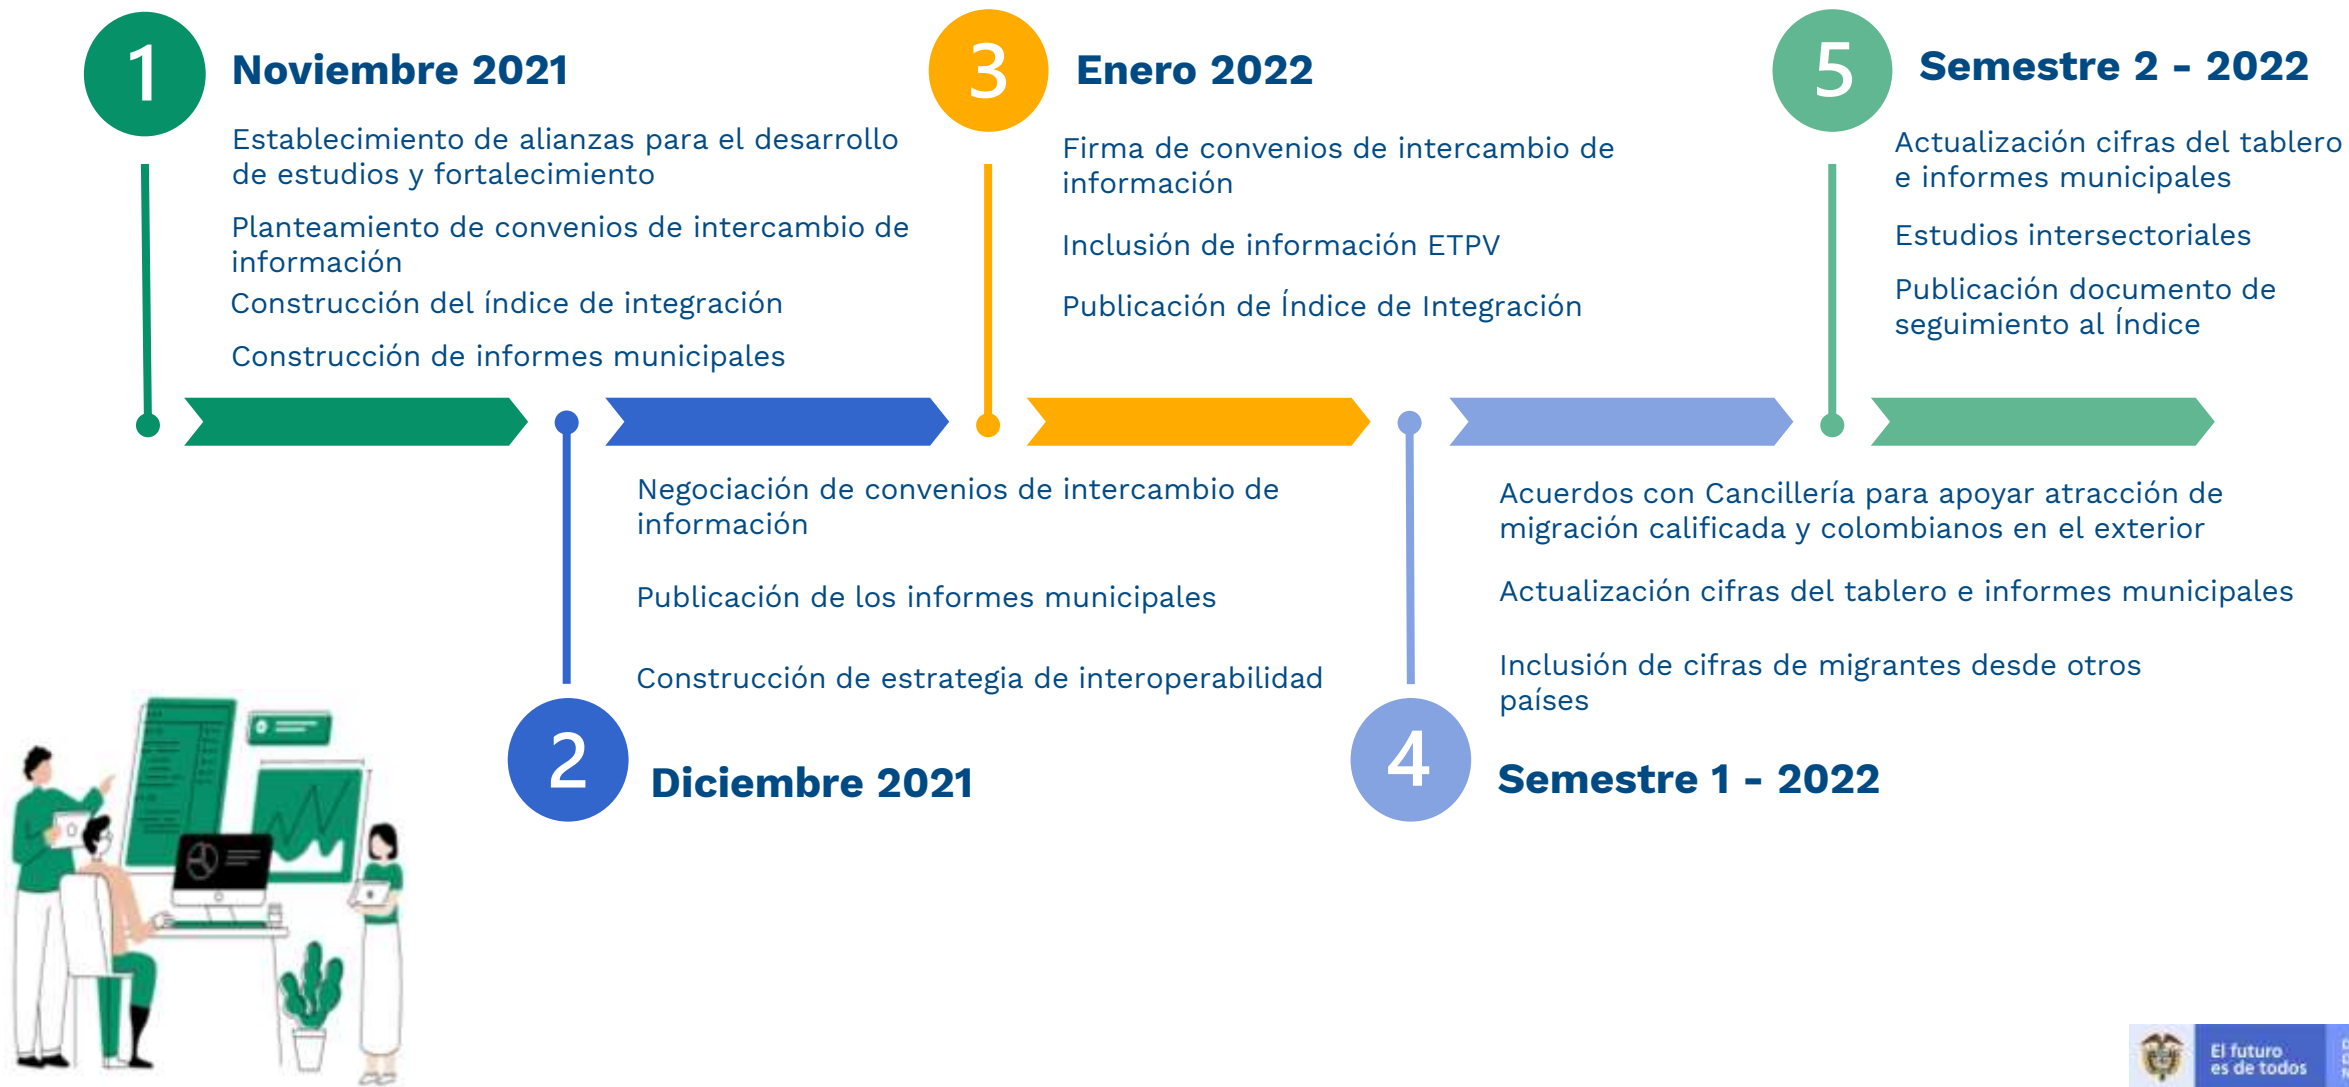 1
Noviembre 2021
Establecimiento de alianzas para el desarrollo
de estudios y fortalecimiento
Planteamiento de convenios de intercambio de
información
Construcción del índice de integración
Construcción de informes municipales
Negociación de convenios de intercambio de
información
Publicación de los informes municipales
Construcción de estrategia de interoperabilidad
2
Diciembre 2021
3
Enero 2022
Firma de convenios de intercambio de
información
Inclusión de información ETPV
Publicación de Índice de Integración
Acuerdos con Cancillería para apoyar atracción de
migración calificada y colombianos en el exterior
Actualización cifras del tablero e informes municipales
Inclusión de cifras de migrantes desde otros
países
4
Semestre 1 - 2022
5
Semestre 2 - 2022
Actualización cifras del tablero
e informes municipales
Estudios intersectoriales
Publicación documento de
seguimiento al Índice
El futuro
es de todos